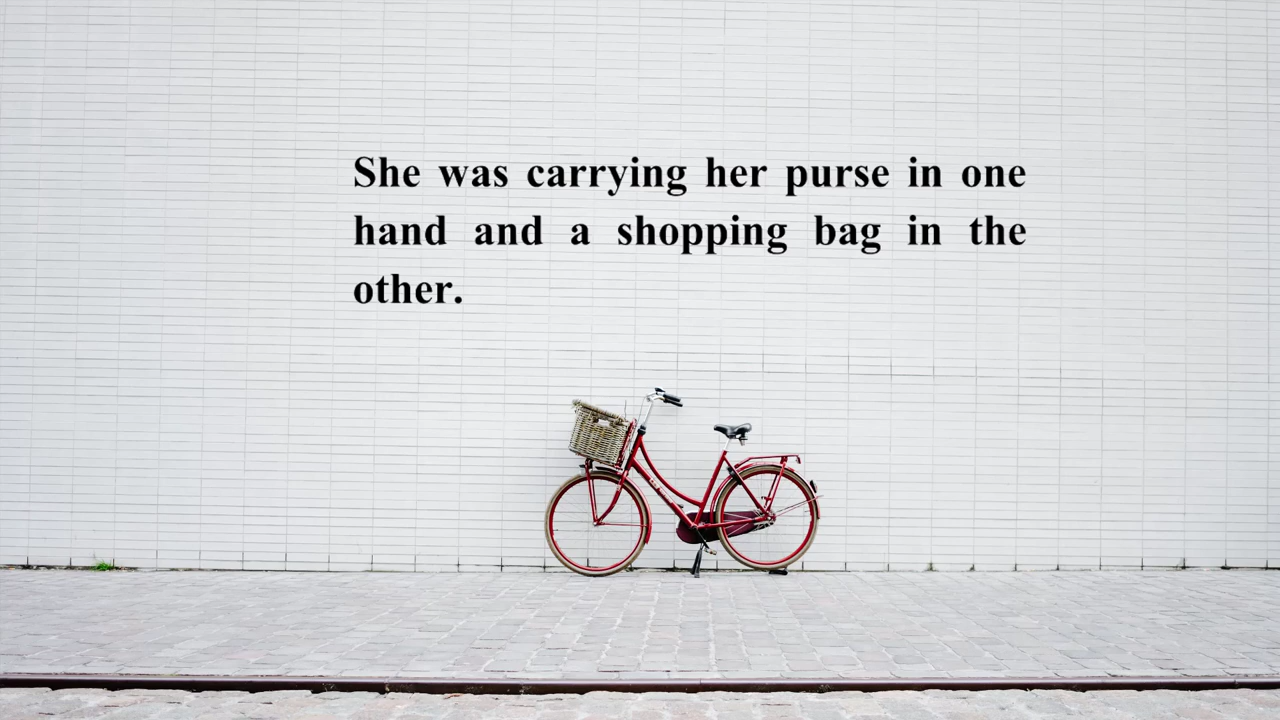 She was carrying her purse in one
hand and a shopping bag in the
other.